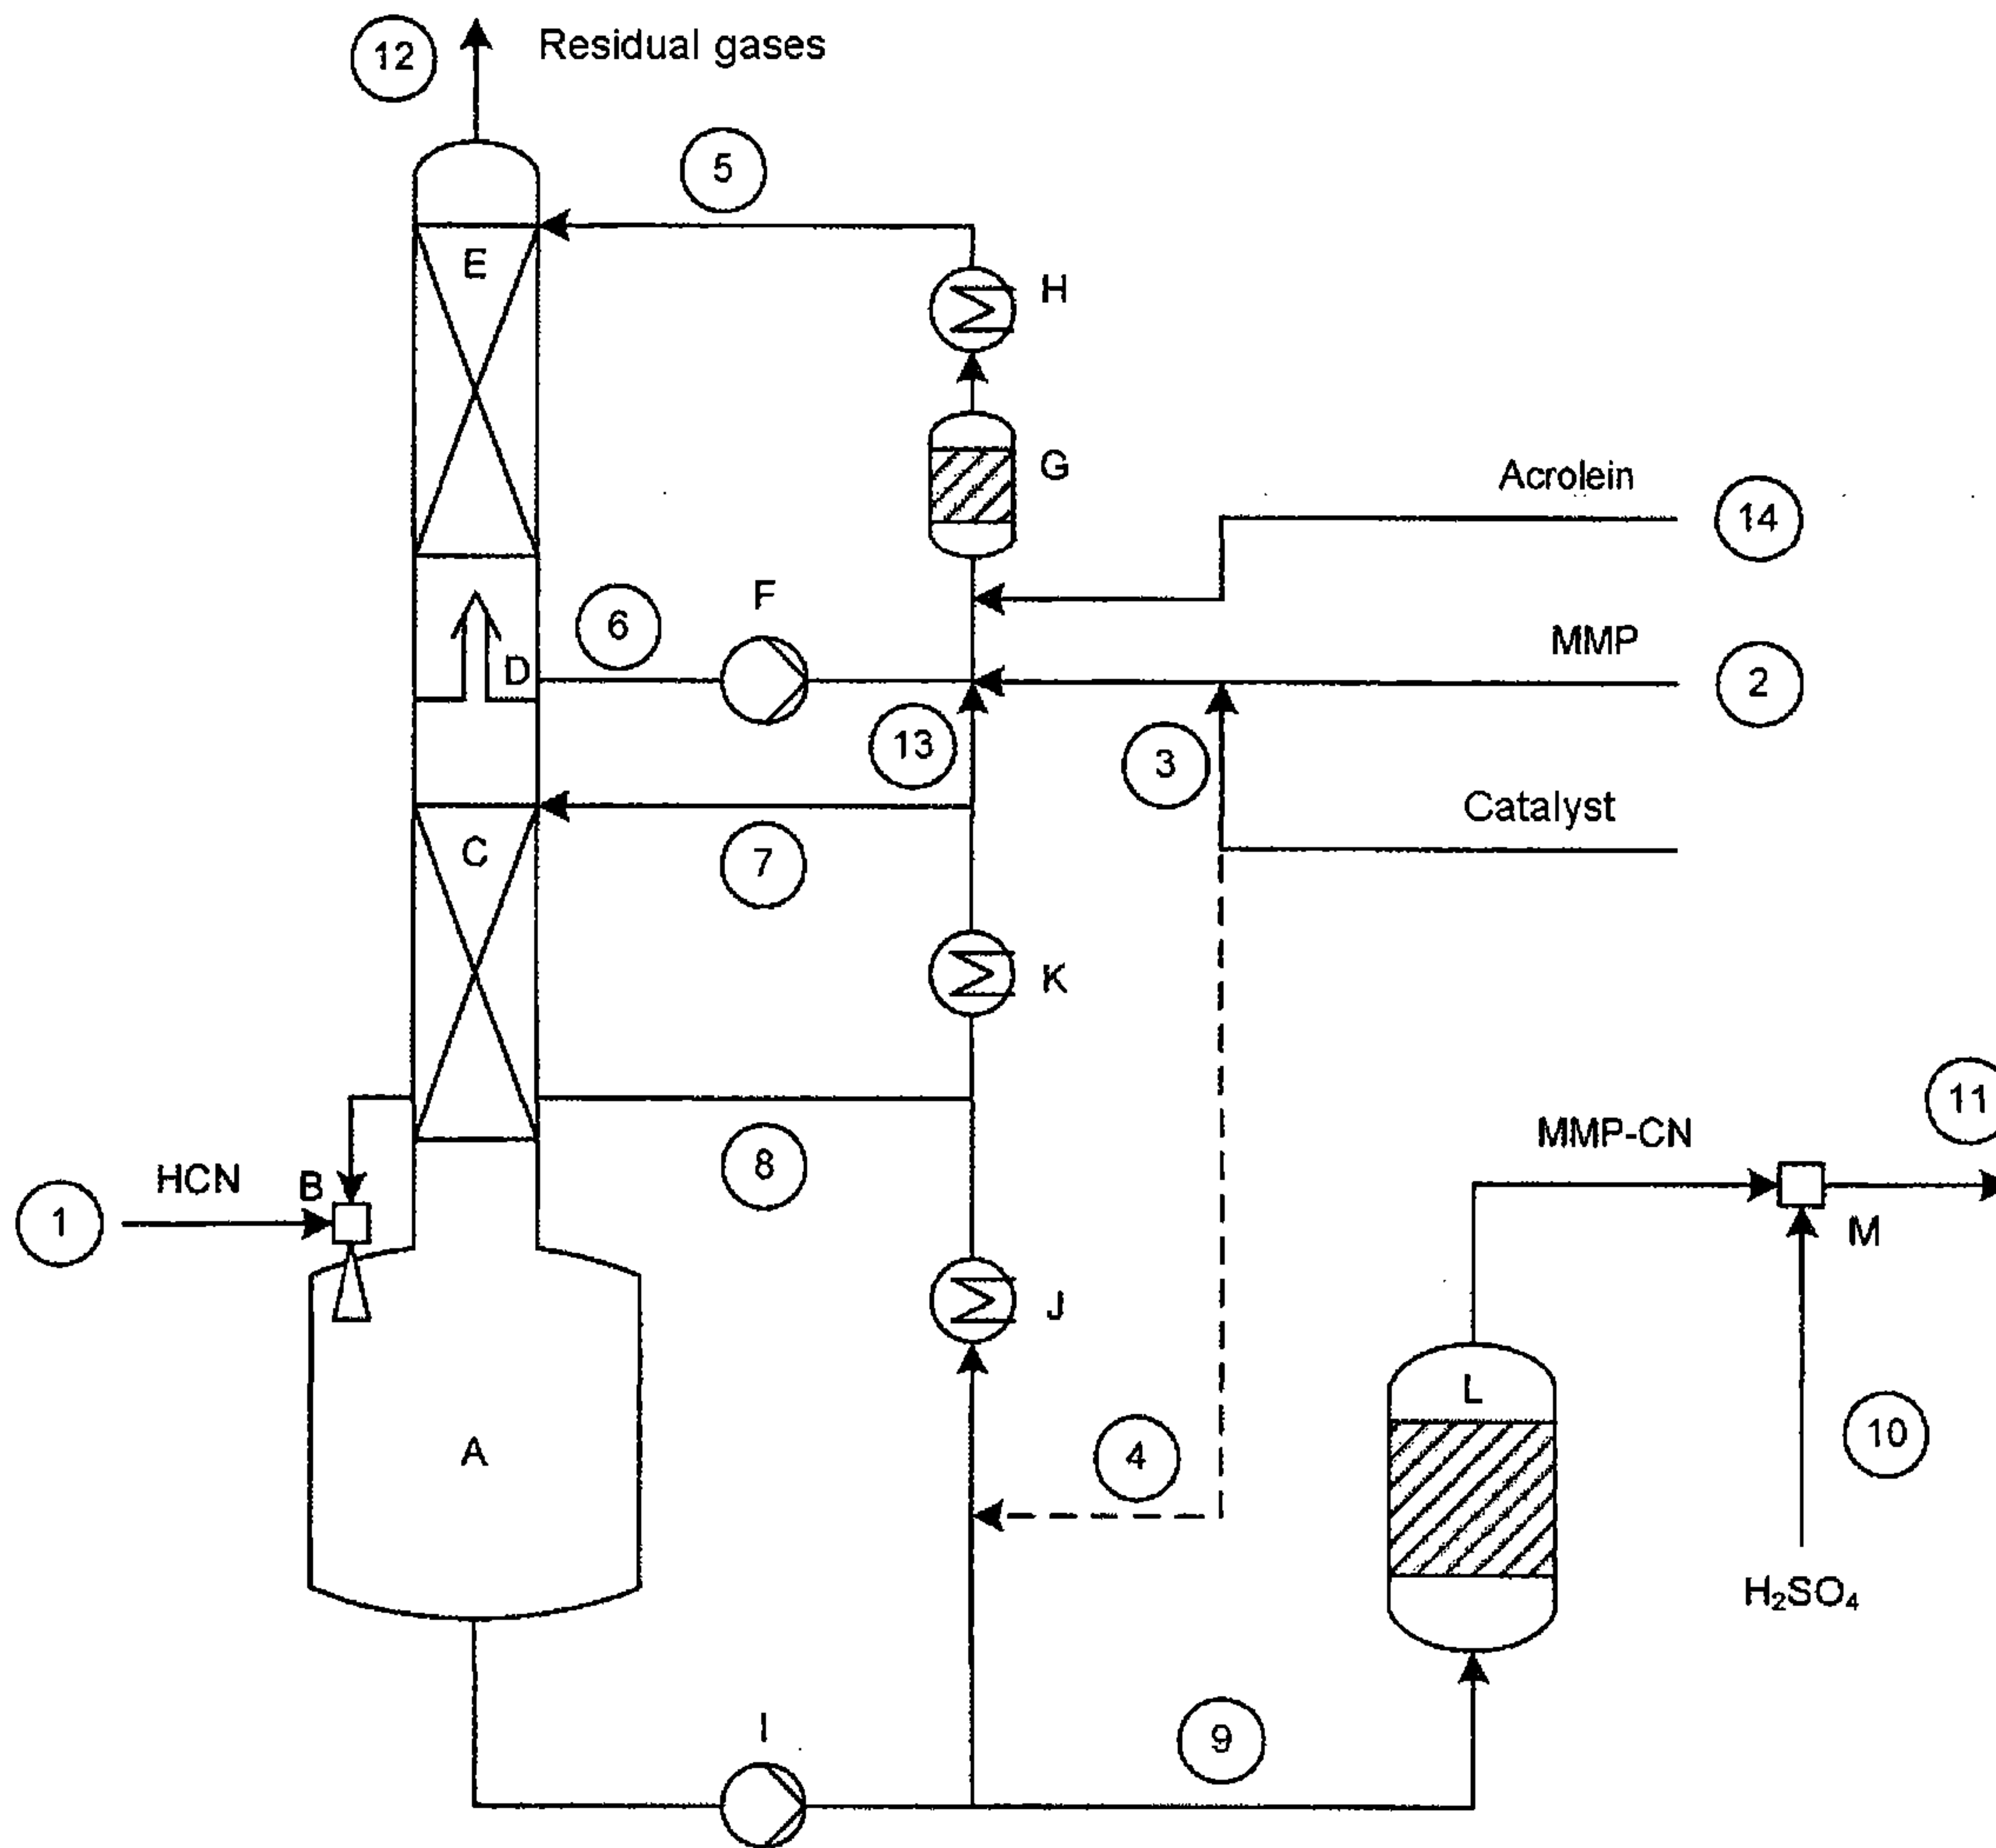 12
Residual gases
5
E
H
G
Acrolein
14
F
6
MMP
D
2
13
3
Catalyst
C
7
K
11
MMP-CN
8
HCN
B
1
M
J
L
4
10
A
H₂SO₄
I
9